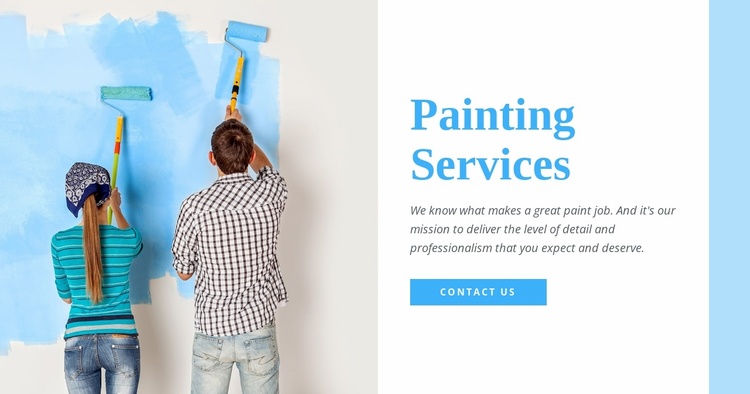 Painting
Services
We know what makes a great paint job. And it's our
mission to deliver the level of detail and
professionalism that you expect and deserve.
CONTACT US